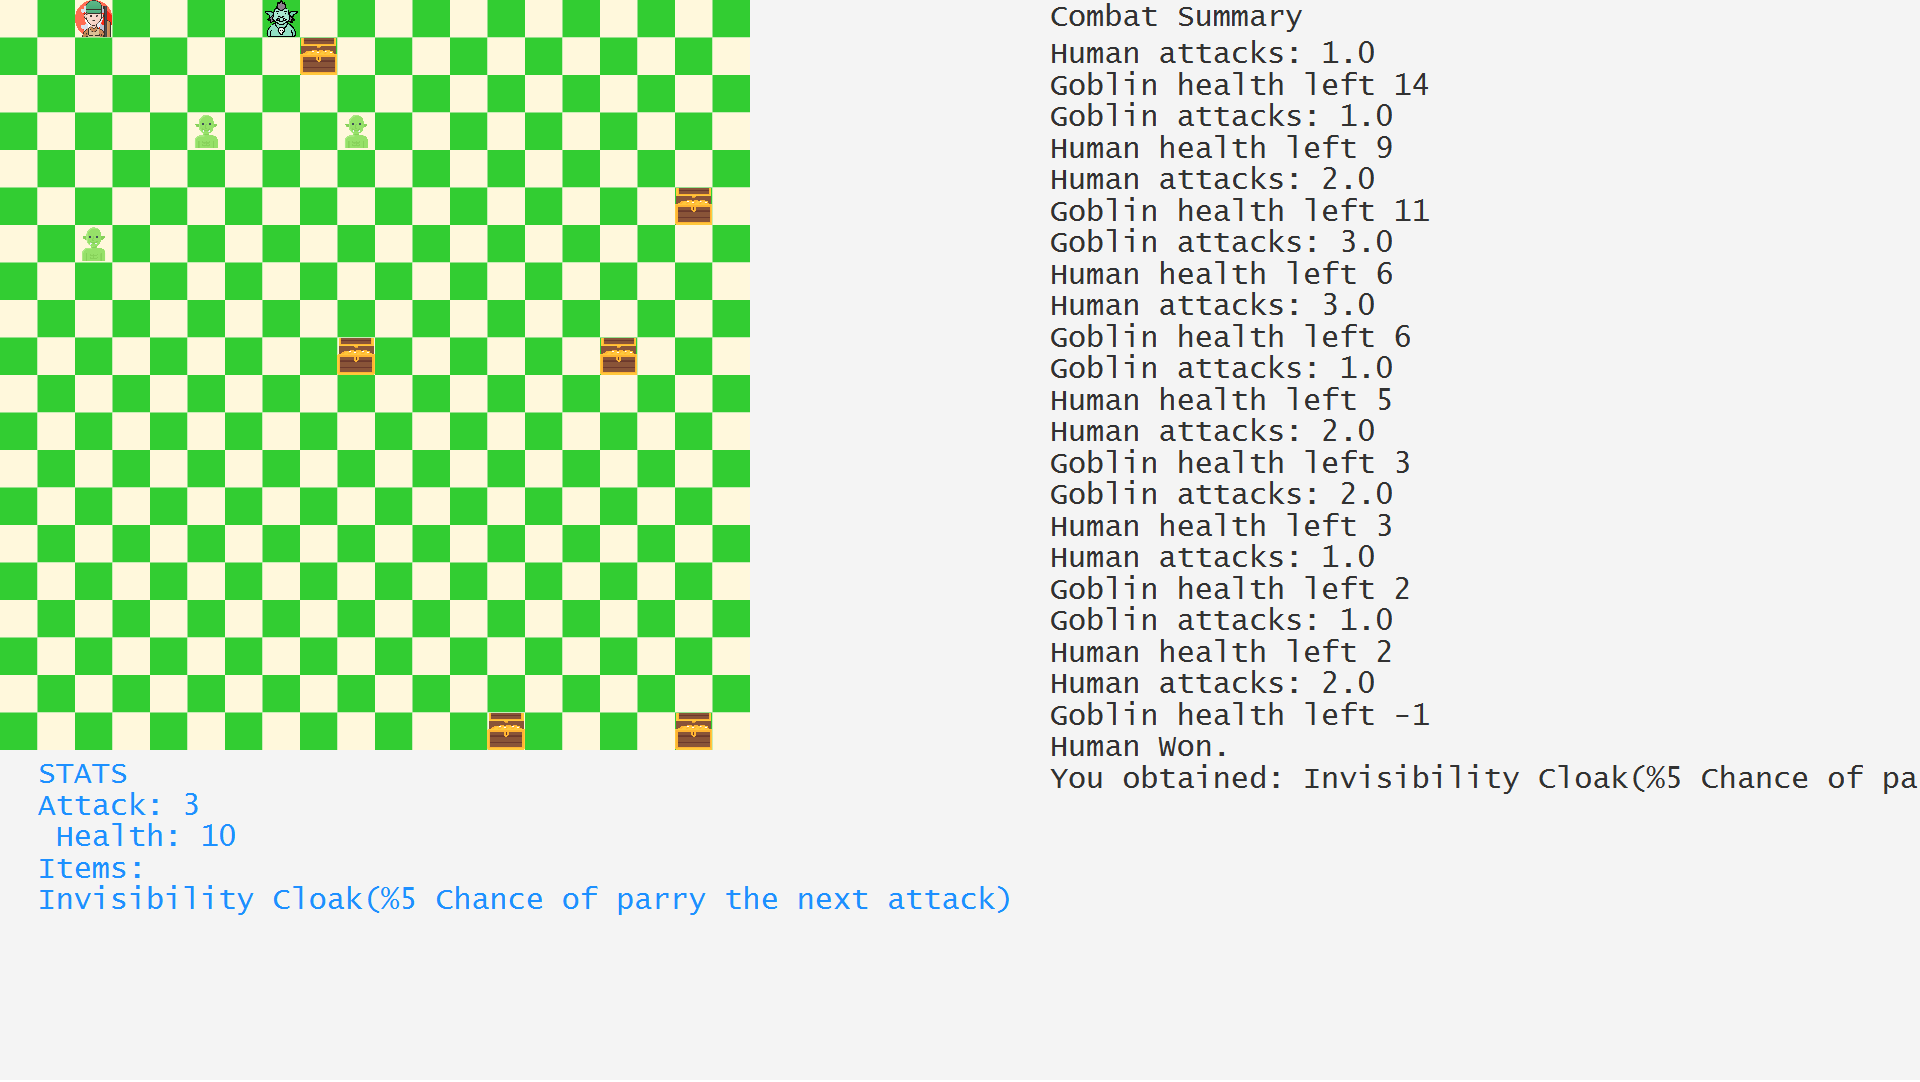 Combat Summary
Human attacks: 1.0
Goblin health left 14
Goblin attacks: 1.0
Human health left 9
Human attacks: 2.0
Goblin health left 11
Goblin attacks: 3.0
Human health left 6
Human attacks: 3.0
Goblin health left 6
Goblin attacks: 1.0
Human health left 5
Human attacks: 2.0
Goblin health left 3
Goblin attacks: 2.0
Human health left 3
Human attacks: 1.0
Goblin health left 2
Goblin attacks: 1.0
Human health left 2
Human attacks: 2.0
Goblin health left -1
Human Won.
You obtained: Invisibility Cloak(%5 Chance of pa
STATS
Attack: 3
Health: 10
Items:
Invisibility Cloak(%5 Chance of parry the next attack)